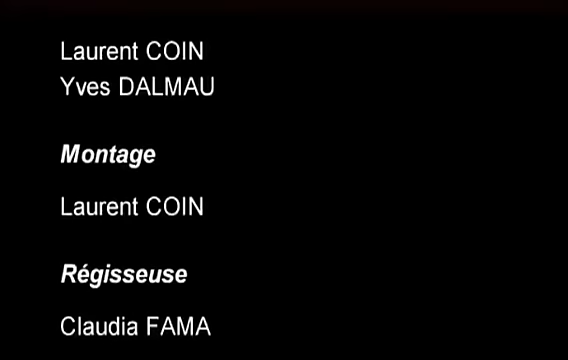 Laurent COIN
Yves DALMAU
Montage
Laurent COIN
Régisseuse
Claudia FAMA